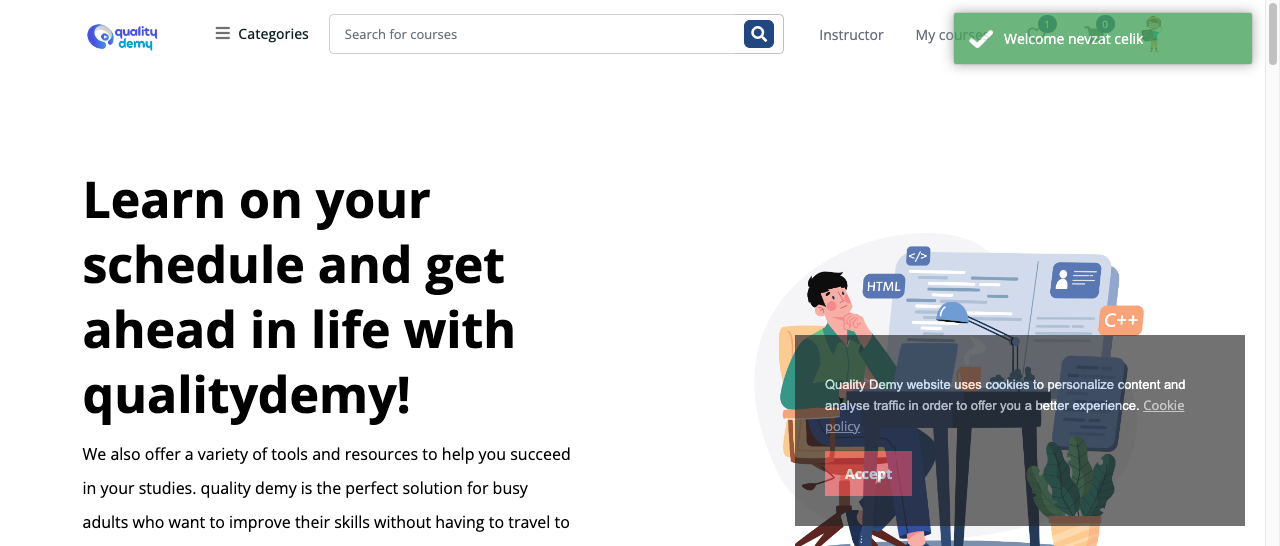 quality
demy
Categories
Search for courses
Instructor
My courses
1
0
Welcome nevzat celik
Learn on your
schedule and get
ahead in life with
qualitydemy!
We also offer a variety of tools and resources to help you succeed
in your studies. quality demy is the perfect solution for busy
adults who want to improve their skills without having to travel to
</>
HTML
C++
Quality Demy website uses cookies to personalize content and
analyse traffic in order to offer you a better experience. Cookie
policy
Accept